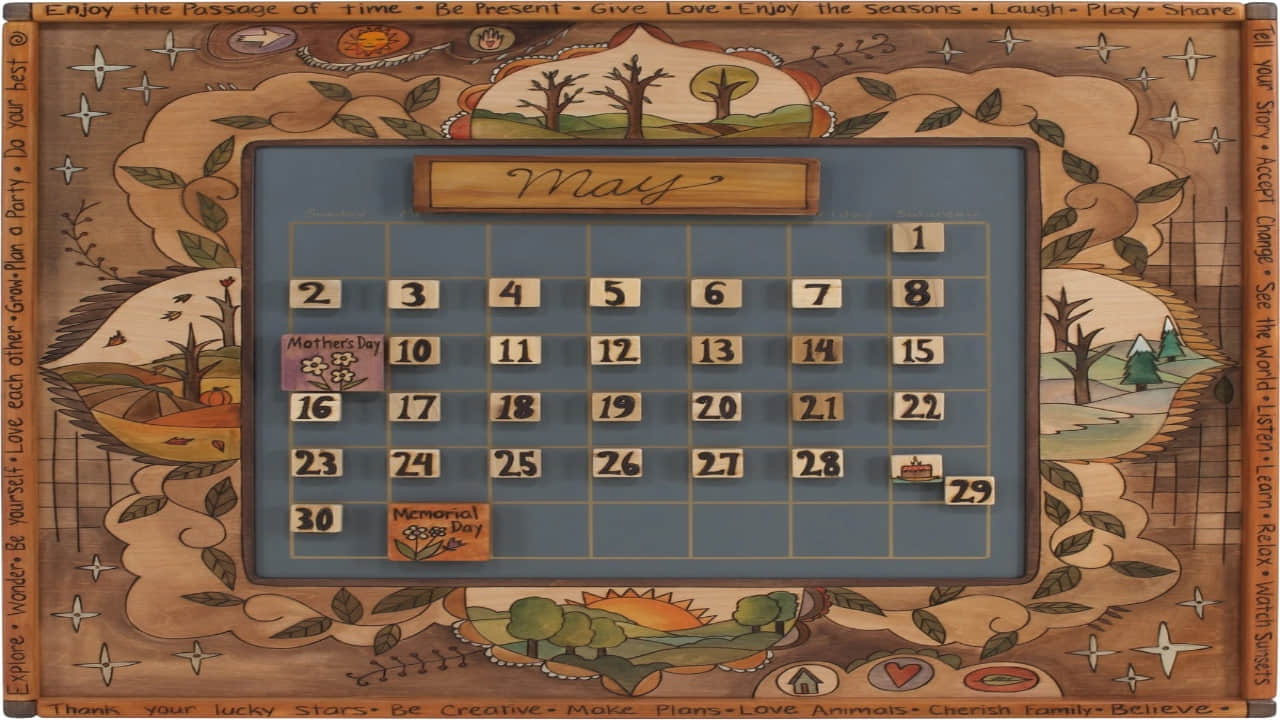 Enjoy the Passage of time • Be Present • Give Love • Enjoy the Seasons • Laugh • Play • Share
Tell your Story • Accept Change • See the World • Listen • Learn • Relax • Watch Sunsets
Explore • Wonder • Be yourself • Love each other • Grow • Plan a Party • Do your best
May
Sunday Saturday
1
2 3 4 5 6 7 8
Mother's Day 10 11 12 13 14 15
16 17 18 19 20 21 22
23 24 25 26 27 28 29
30 Memorial Day
Thank your lucky stars • Be Creative • Make Plans • Love Animals • Cherish Family • Believe •